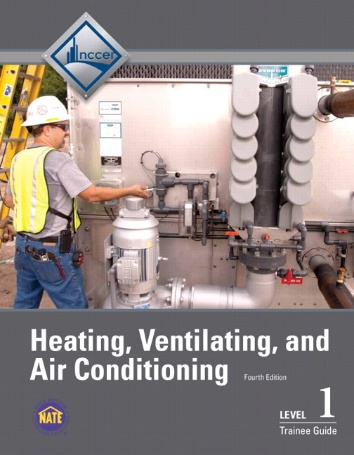 nccer
Heating, Ventilating, and
Air Conditioning
Fourth Edition
LEVEL 1
Trainee Guide
NATE